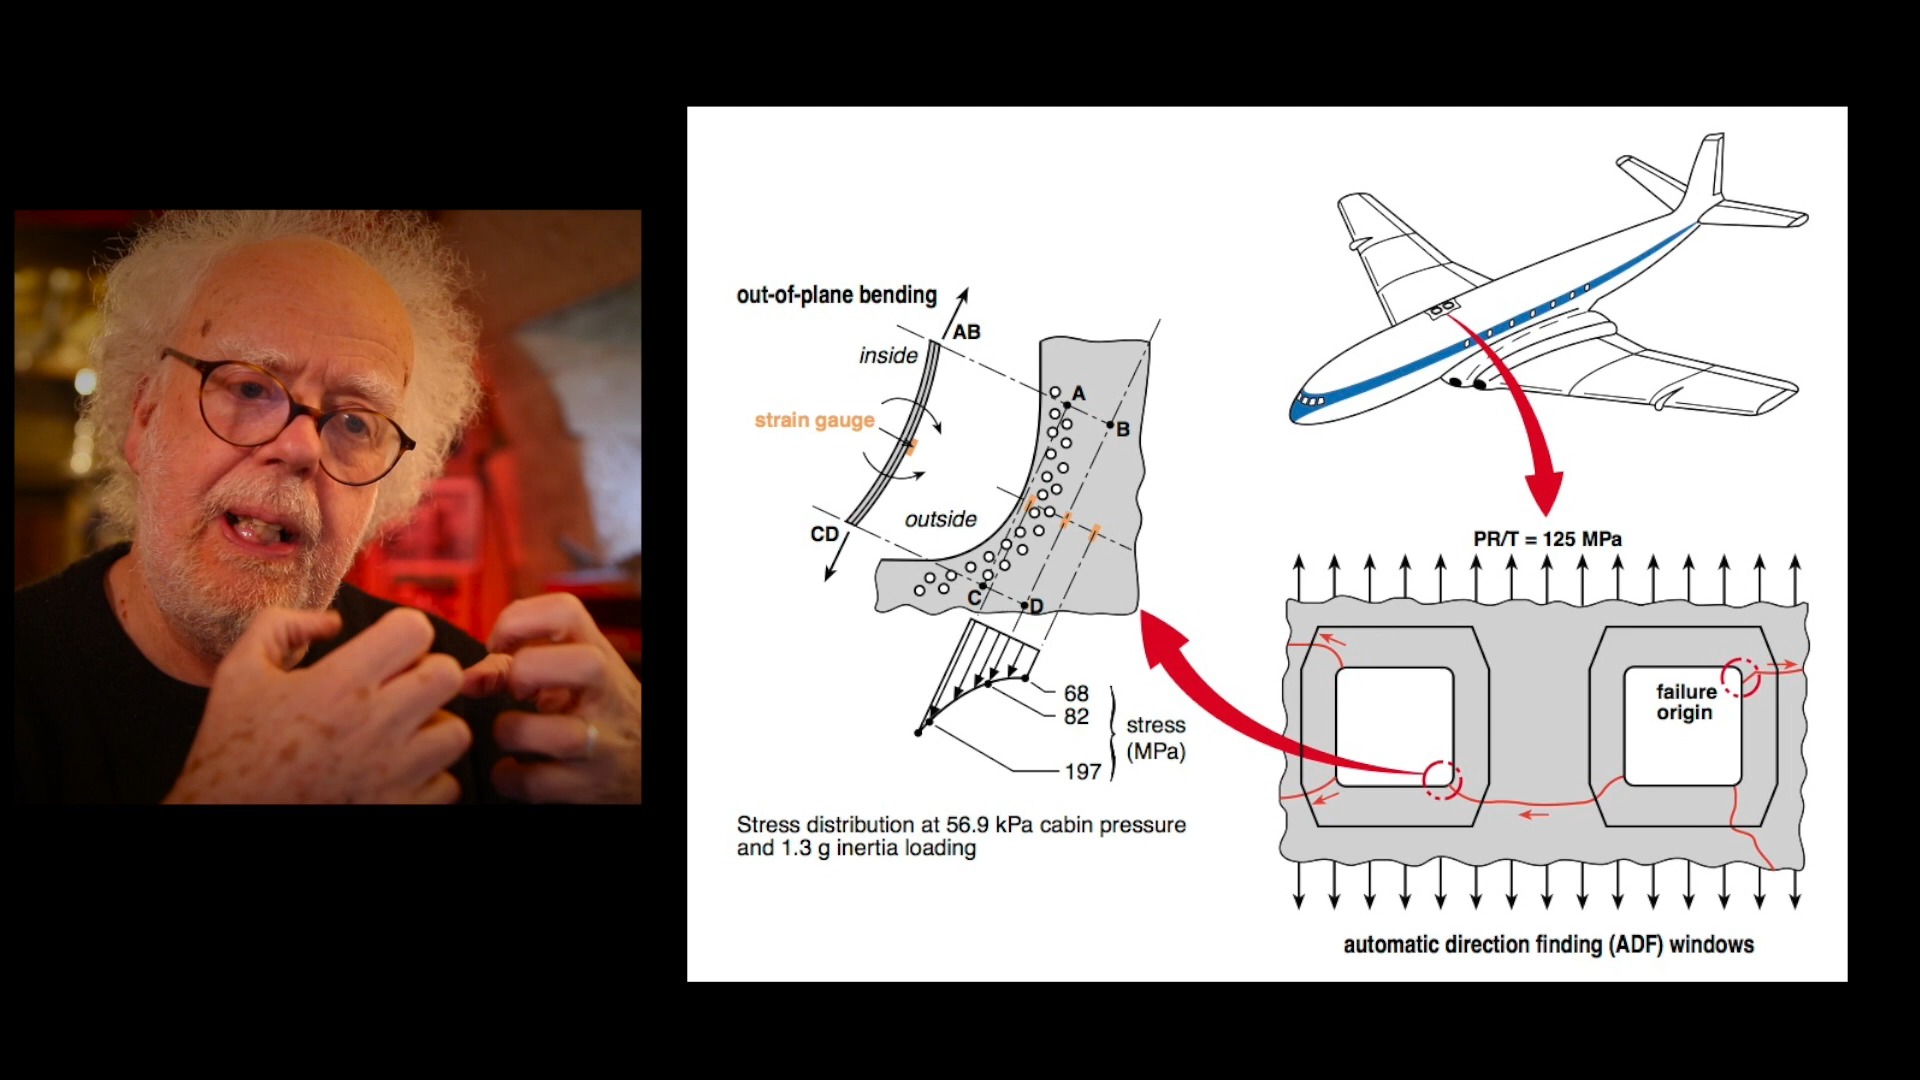 out-of-plane bending
AB
inside
A
B
strain gauge
outside
CD
C
D
68
82
197
stress
(MPa)
Stress distribution at 56.9 kPa cabin pressure
and 1.3 g inertia loading
PR/T = 125 MPa
failure
origin
automatic direction finding (ADF) windows